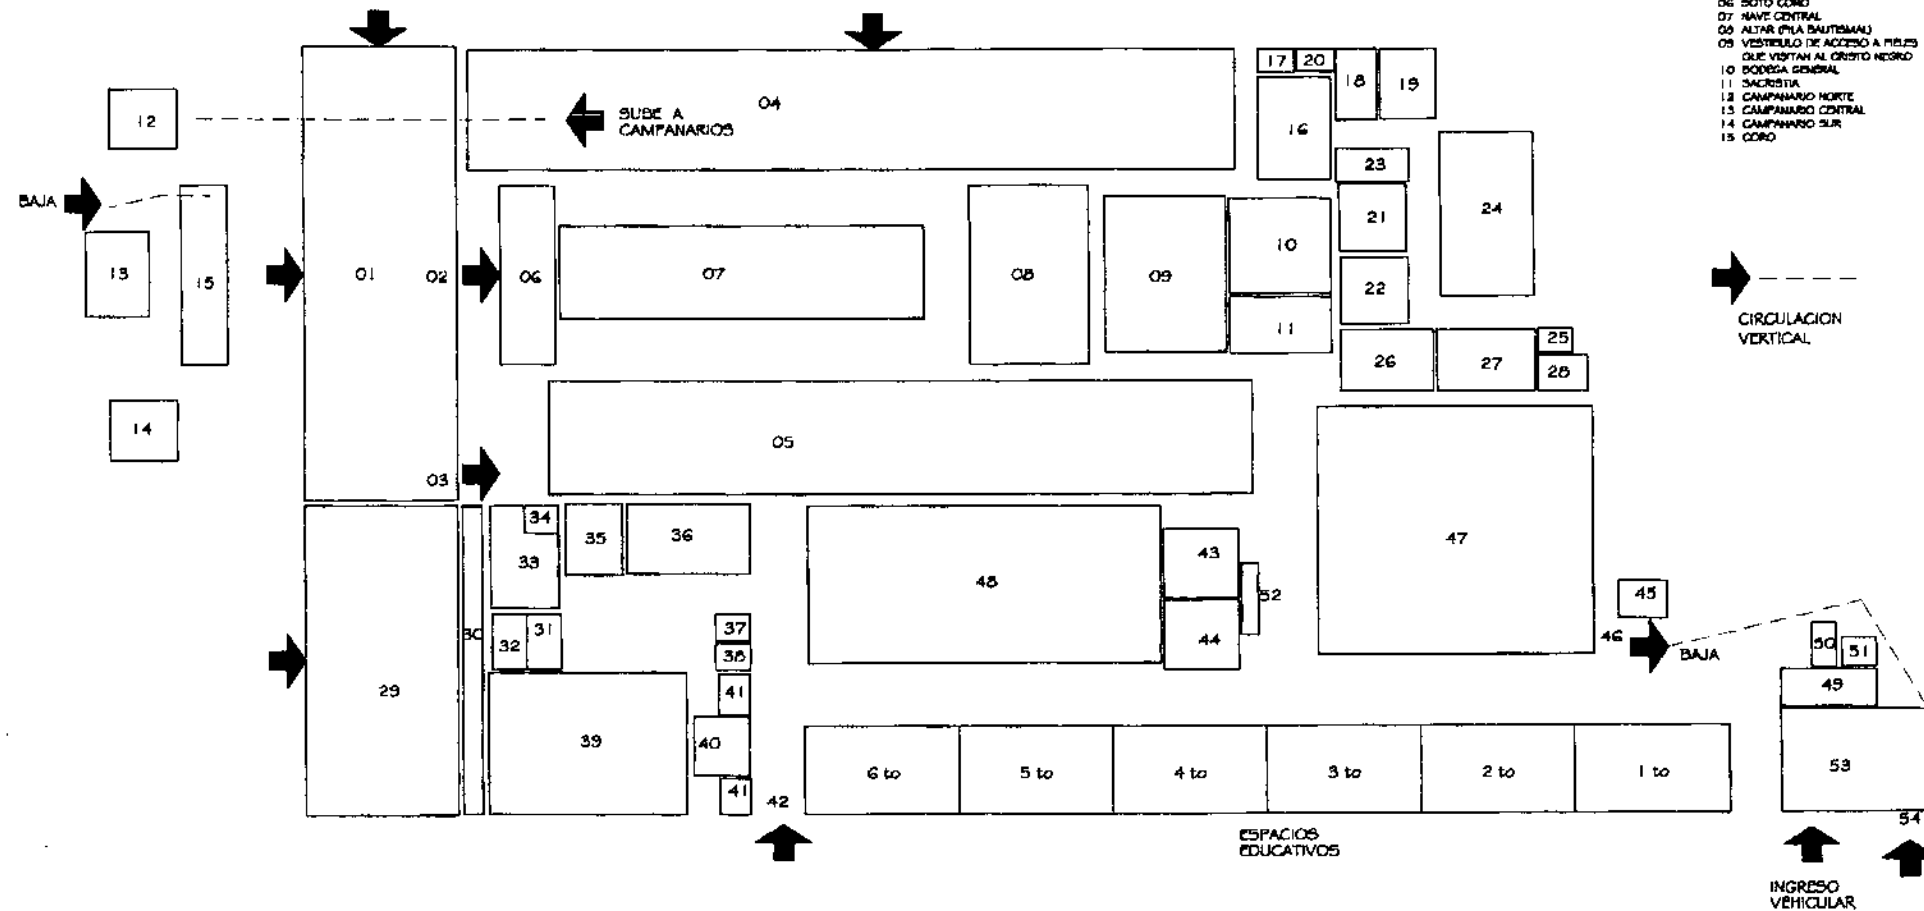 06 SOTO CORO
07 NAVE CENTRAL
08 ALTAR (PILA BAUTISMAL)
09 VESTIBULO DE ACCESO A FIELES
QUE VISITAN AL CRISTO NEGRO
10 BODEGA GENERAL
11 SACRISTIA
12 CAMPANARIO NORTE
13 CAMPANARIO CENTRAL
14 CAMPANARIO SUR
15 CORO
17 20 18 19
04
12
SUBE A
CAMPANARIOS
16
23
BAJA
21 24
10
13 15 01 02 06 07 08 09
22
11
CIRCULACION
VERTICAL
25
26 27 28
14
05
03
34
35 36
33
43 47
48
52 45
37 30 32 31
38 44 46
BAJA
50 51
41 49
29
39 40
6 to 5 to 4 to 3 to 2 to 1 to
53
41 42
54
ESPACIOS
EDUCATIVOS
INGRESO
VEHICULAR